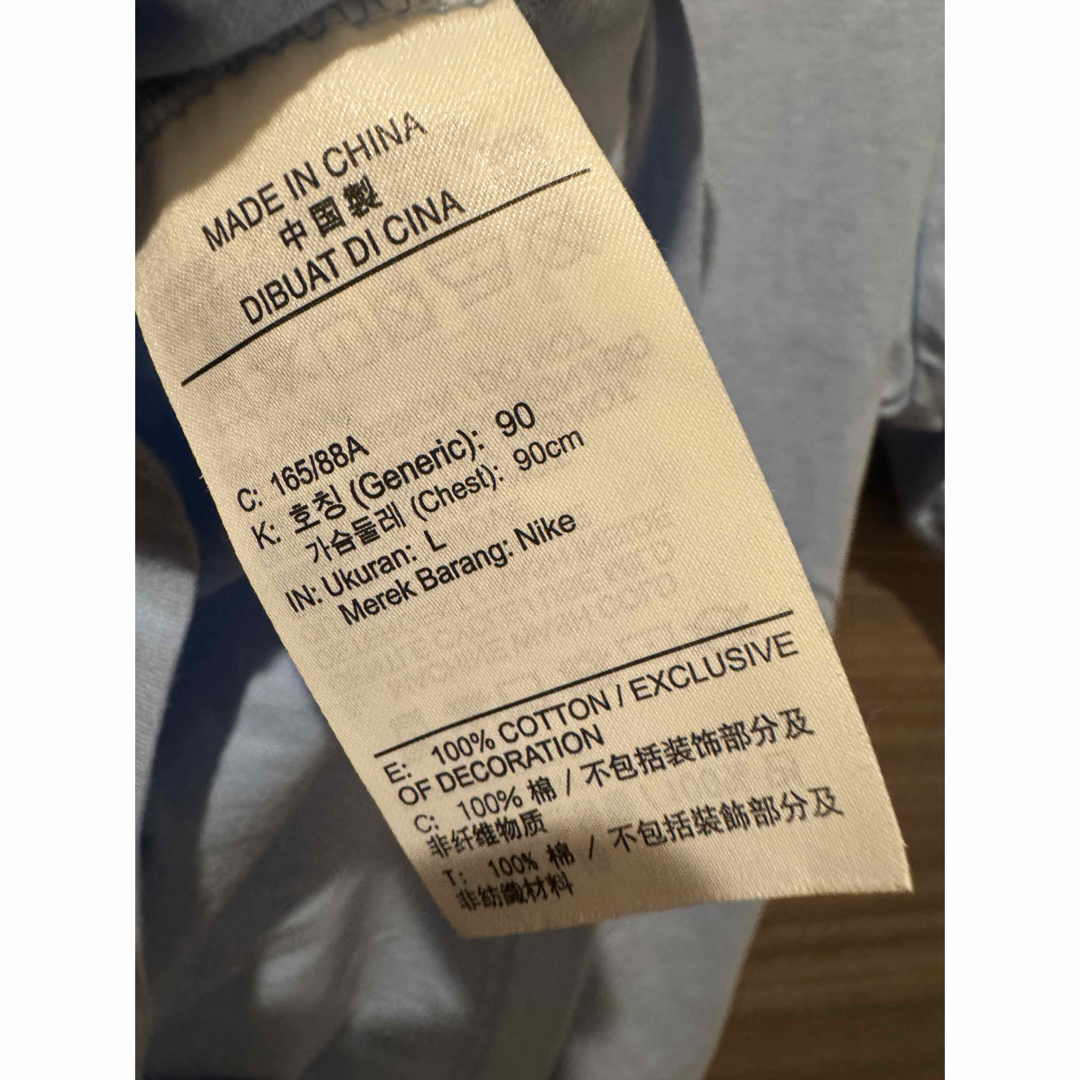 MADE IN CHINA
中国製
DIBUAT DI CINA
C: 165/88A
K: 호칭 (Generic): 90
가슴둘레 (Chest): 90cm
IN: Ukuran: L
Merek Barang: Nike
E: 100% COTTON / EXCLUSIVE
OF DECORATION
C: 100% 棉 / 不包括装饰部分及
非纤维物质
T: 100% 棉 / 不包括裝飾部分及
非紡織材料